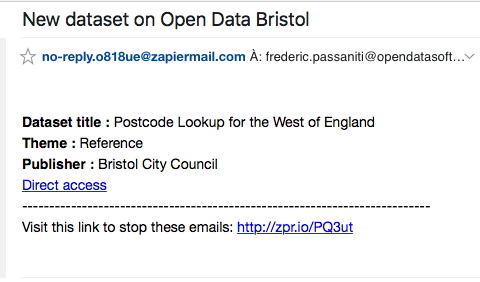 New dataset on Open Data Bristol
no-reply.o818ue@zapiermail.com À: frederic.passaniti@opendatasoft...
Dataset title : Postcode Lookup for the West of England
Theme : Reference
Publisher : Bristol City Council
Direct access
--------------------------------------------------------------------------
Visit this link to stop these emails: http://zpr.io/PQ3ut